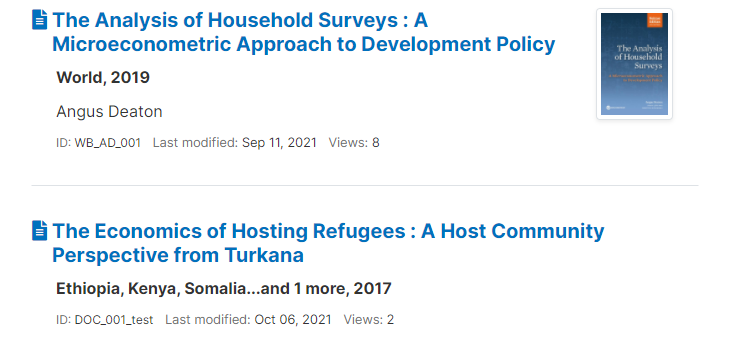 The Analysis of Household Surveys : A
Microeconometric Approach to Development Policy
World, 2019
Angus Deaton
ID: WB_AD_001 Last modified: Sep 11, 2021 Views: 8
The Analysis
of Household
Surveys
The Economics of Hosting Refugees : A Host Community
Perspective from Turkana
Ethiopia, Kenya, Somalia...and 1 more, 2017
ID: DOC_001_test Last modified: Oct 06, 2021 Views: 2